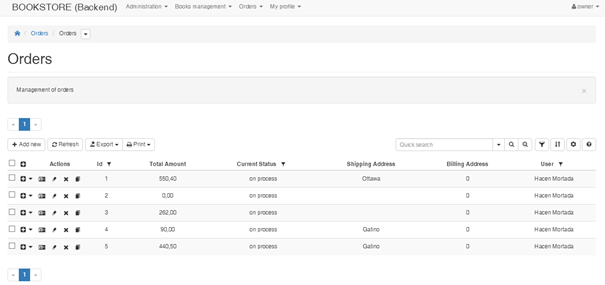 BOOKSTORE (Backend) Administration Books management Orders My profile owner
Orders / Orders
Orders
Management of orders ×
« 1 »
Add new Refresh Export Print Quick search
Actions Id Total Amount Current Status Shipping Address Billing Address User
1 550,40 on process Ottawa 0 Hacen Mortada
2 0,00 on process 0 Hacen Mortada
3 262,00 on process 0 Hacen Mortada
4 90,00 on process Galino 0 Hacen Mortada
5 440,50 on process Galino 0 Hacen Mortada
« 1 »